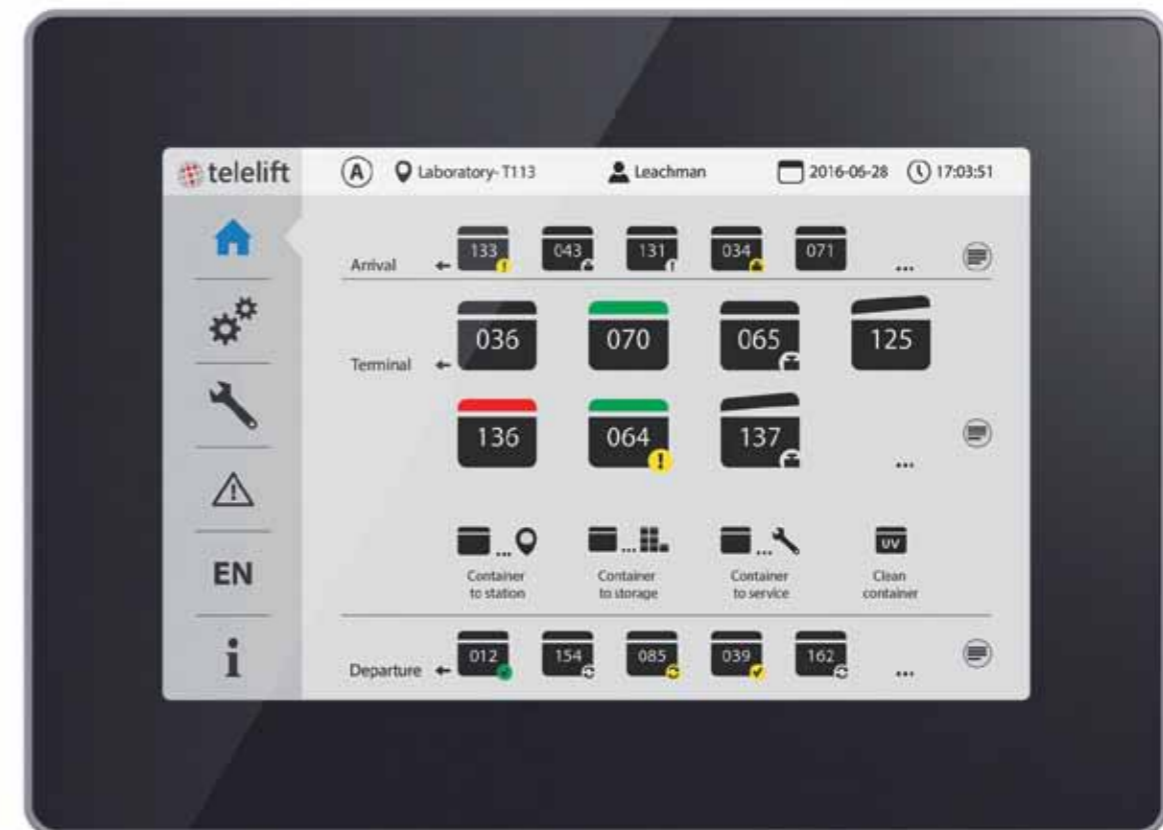 telelift
A Laboratory-T113 Leachman 2016-06-28 17:03:51
133 043 131 034 071
Arrival ...
036 070 065 125
Terminal
136 064 137
...
Container to station
Container to storage
Container to service
UV
Clean container
EN
012 154 085 039 162
Departure ...
i